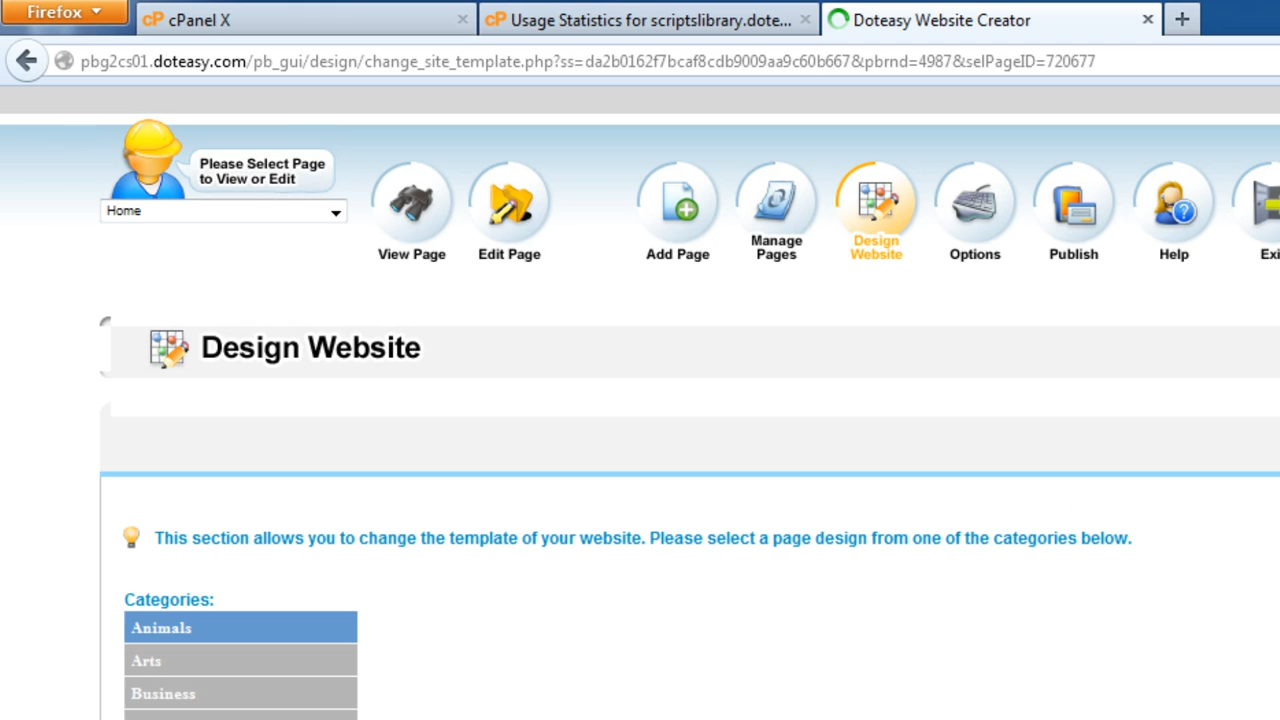 Firefox
cP cPanel X
cP Usage Statistics for scriptslibrary.dote...
Doteasy Website Creator
pbg2cs01.doteasy.com/pb_gui/design/change_site_template.php?ss=da2b0162f7bcaf8cdb9009aa9c60b667&pbrnd=4987&selPageID=720677
Please Select Page
to View or Edit
Home
View Page
Edit Page
Add Page
Manage
Pages
Design
Website
Options
Publish
Help
Exi
Design Website
This section allows you to change the template of your website. Please select a page design from one of the categories below.
Categories:
Animals
Arts
Business